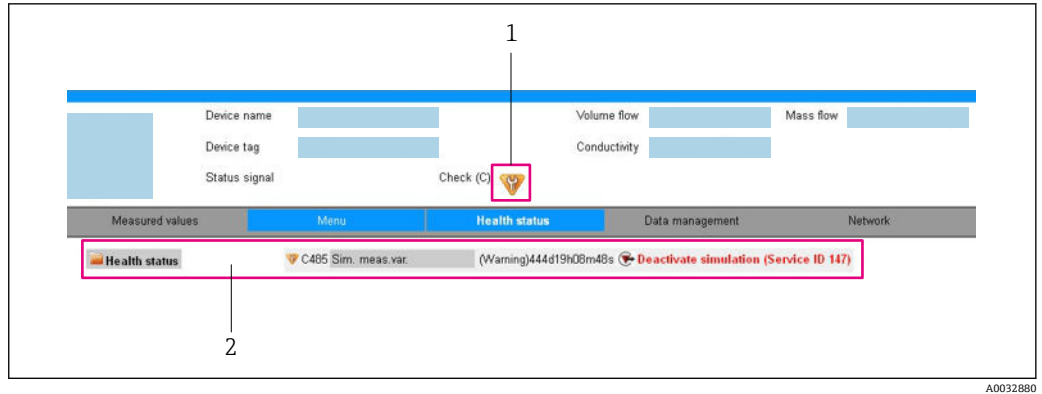 1
Device name Volume flow Mass flow
Device tag Conductivity
Status signal Check (C)
Measured values Menu Health status Data management Network
Health status C485 Sim. meas.var. (Warning)444d19h08m48s Deactivate simulation (Service ID 147)
2
A0032880